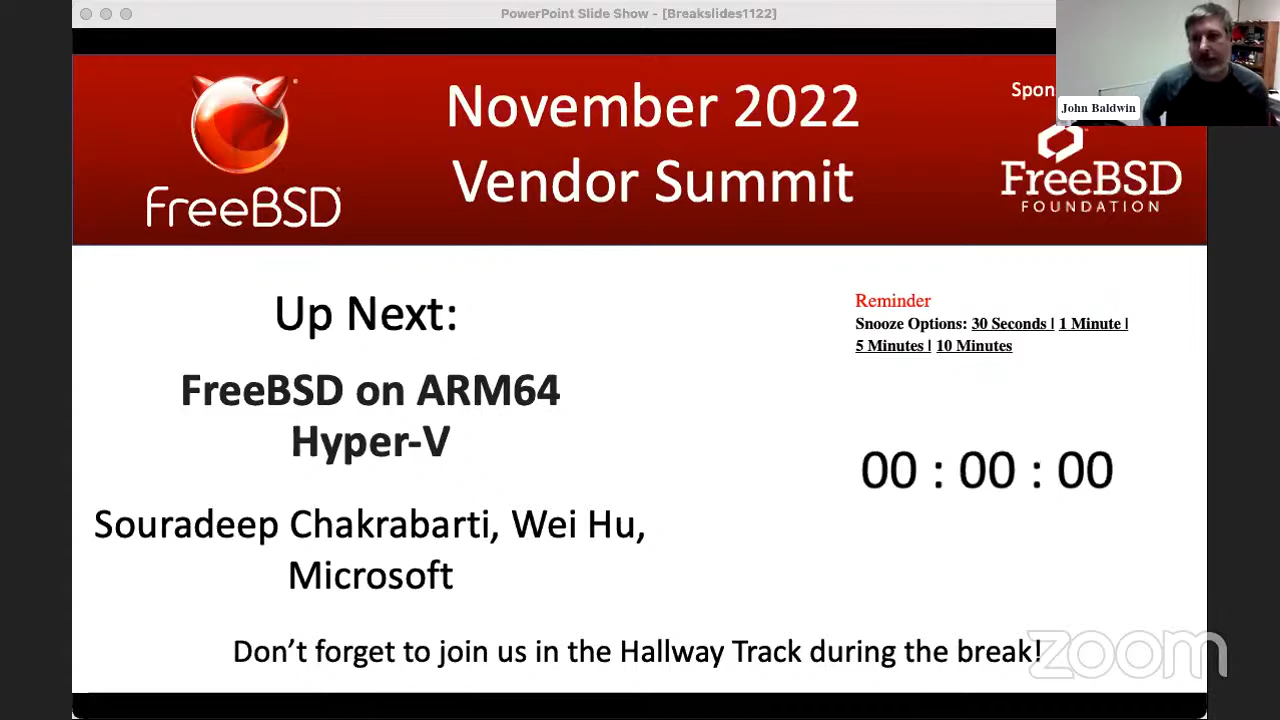 PowerPoint Slide Show - [Breakslides1122]
November 2022
Vendor Summit
FreeBSD
Spon
John Baldwin
FreeBSD
FOUNDATION
Up Next:
FreeBSD on ARM64
Hyper-V
Souradeep Chakrabarti, Wei Hu,
Microsoft
Reminder
Snooze Options: 30 Seconds | 1 Minute |
5 Minutes | 10 Minutes
00 : 00 : 00
Don’t forget to join us in the Hallway Track during the break!
zoom